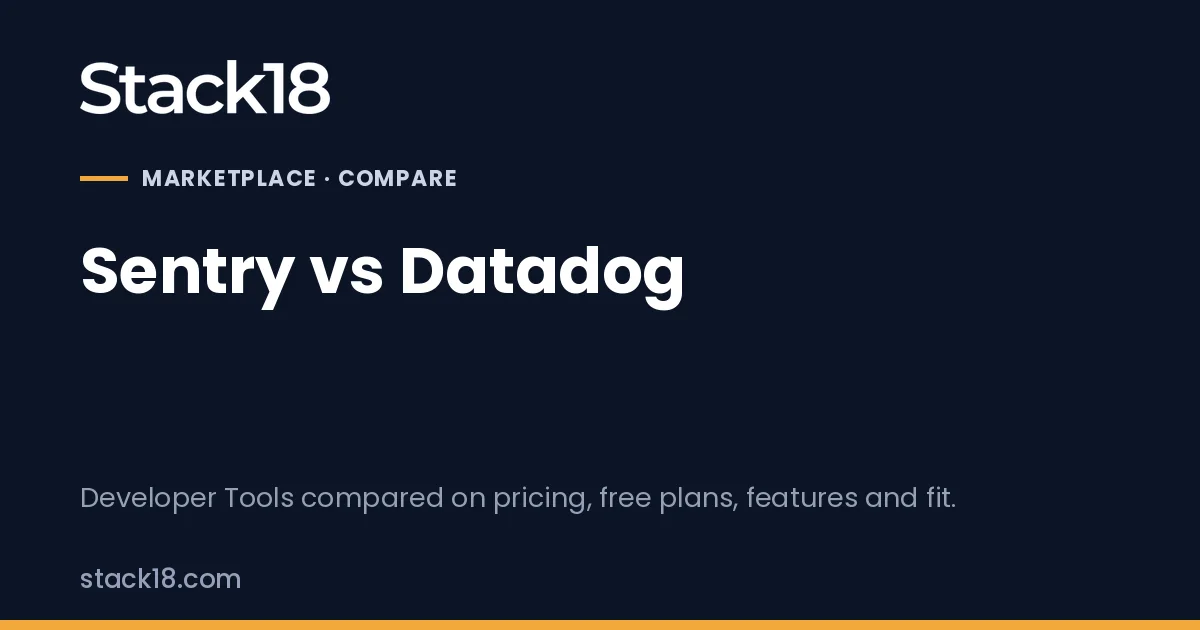 Stack18
MARKETPLACE · COMPARE
Sentry vs Datadog
Developer Tools compared on pricing, free plans, features and fit.
stack18.com